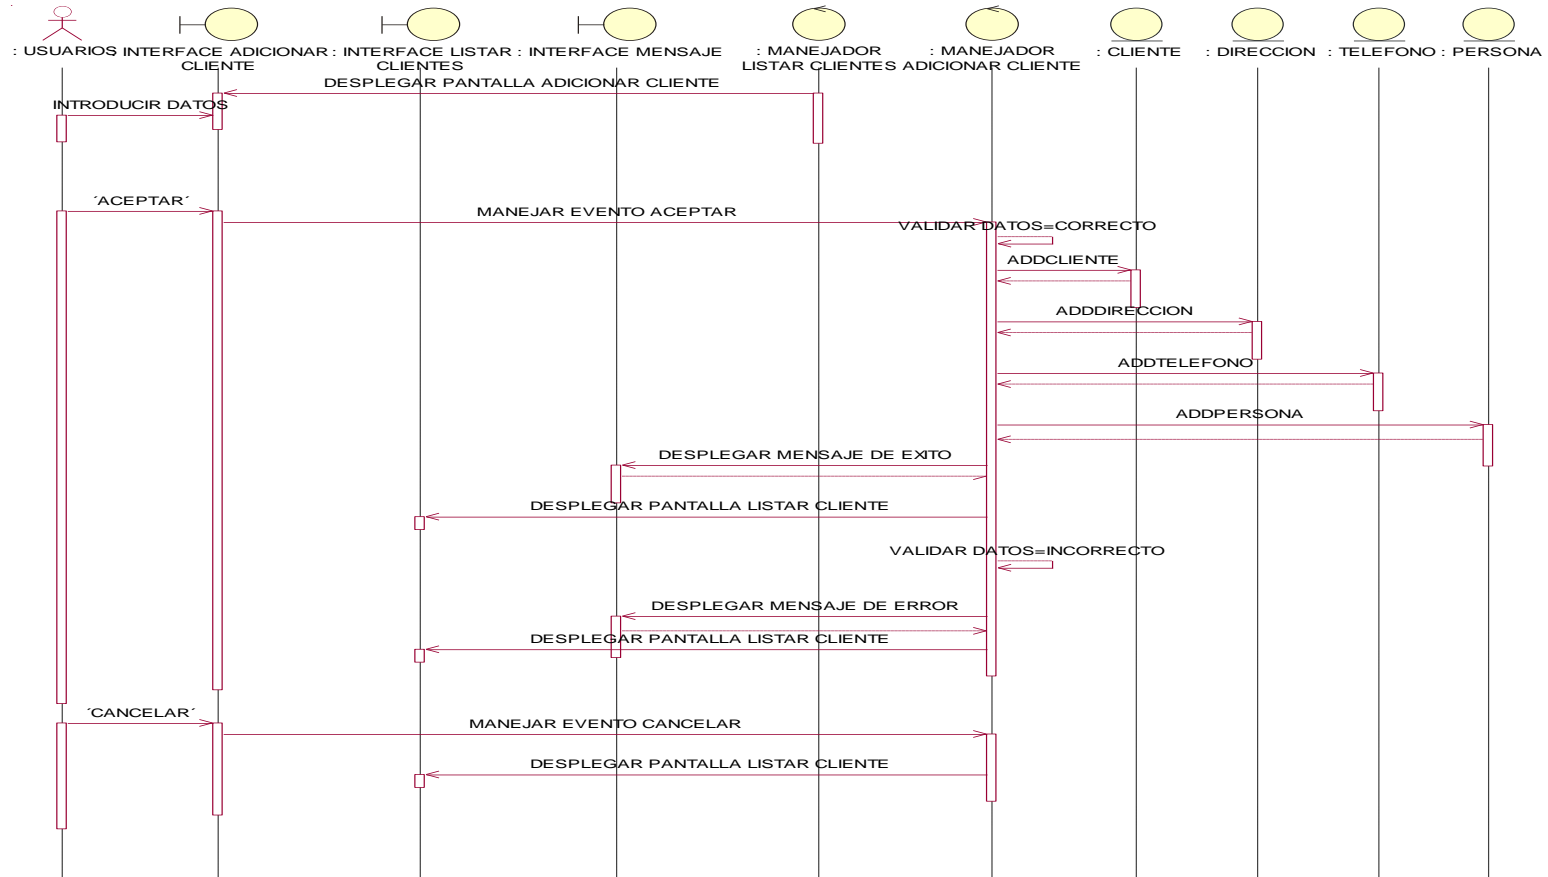 : USUARIOS
: INTERFACE ADICIONAR
CLIENTE
: INTERFACE LISTAR
CLIENTES
: INTERFACE MENSAJE
: MANEJADOR
LISTAR CLIENTES
: MANEJADOR
ADICIONAR CLIENTE
: CLIENTE
: DIRECCION
: TELEFONO
: PERSONA
DESPLEGAR PANTALLA ADICIONAR CLIENTE
INTRODUCIR DATOS
´ACEPTAR´
MANEJAR EVENTO ACEPTAR
VALIDAR DATOS=CORRECTO
ADDCLIENTE
ADDDIRECCION
ADDTELEFONO
ADDPERSONA
DESPLEGAR MENSAJE DE EXITO
DESPLEGAR PANTALLA LISTAR CLIENTE
VALIDAR DATOS=INCORRECTO
DESPLEGAR MENSAJE DE ERROR
DESPLEGAR PANTALLA LISTAR CLIENTE
´CANCELAR´
MANEJAR EVENTO CANCELAR
DESPLEGAR PANTALLA LISTAR CLIENTE